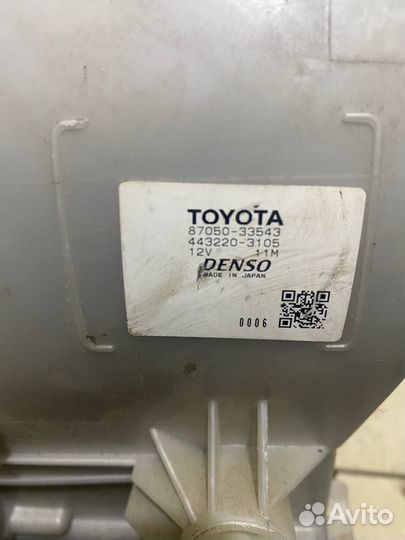 TOYOTA
87050-33543
443220-3105
12V 11M
DENSO
MADE IN JAPAN
0006
Avito